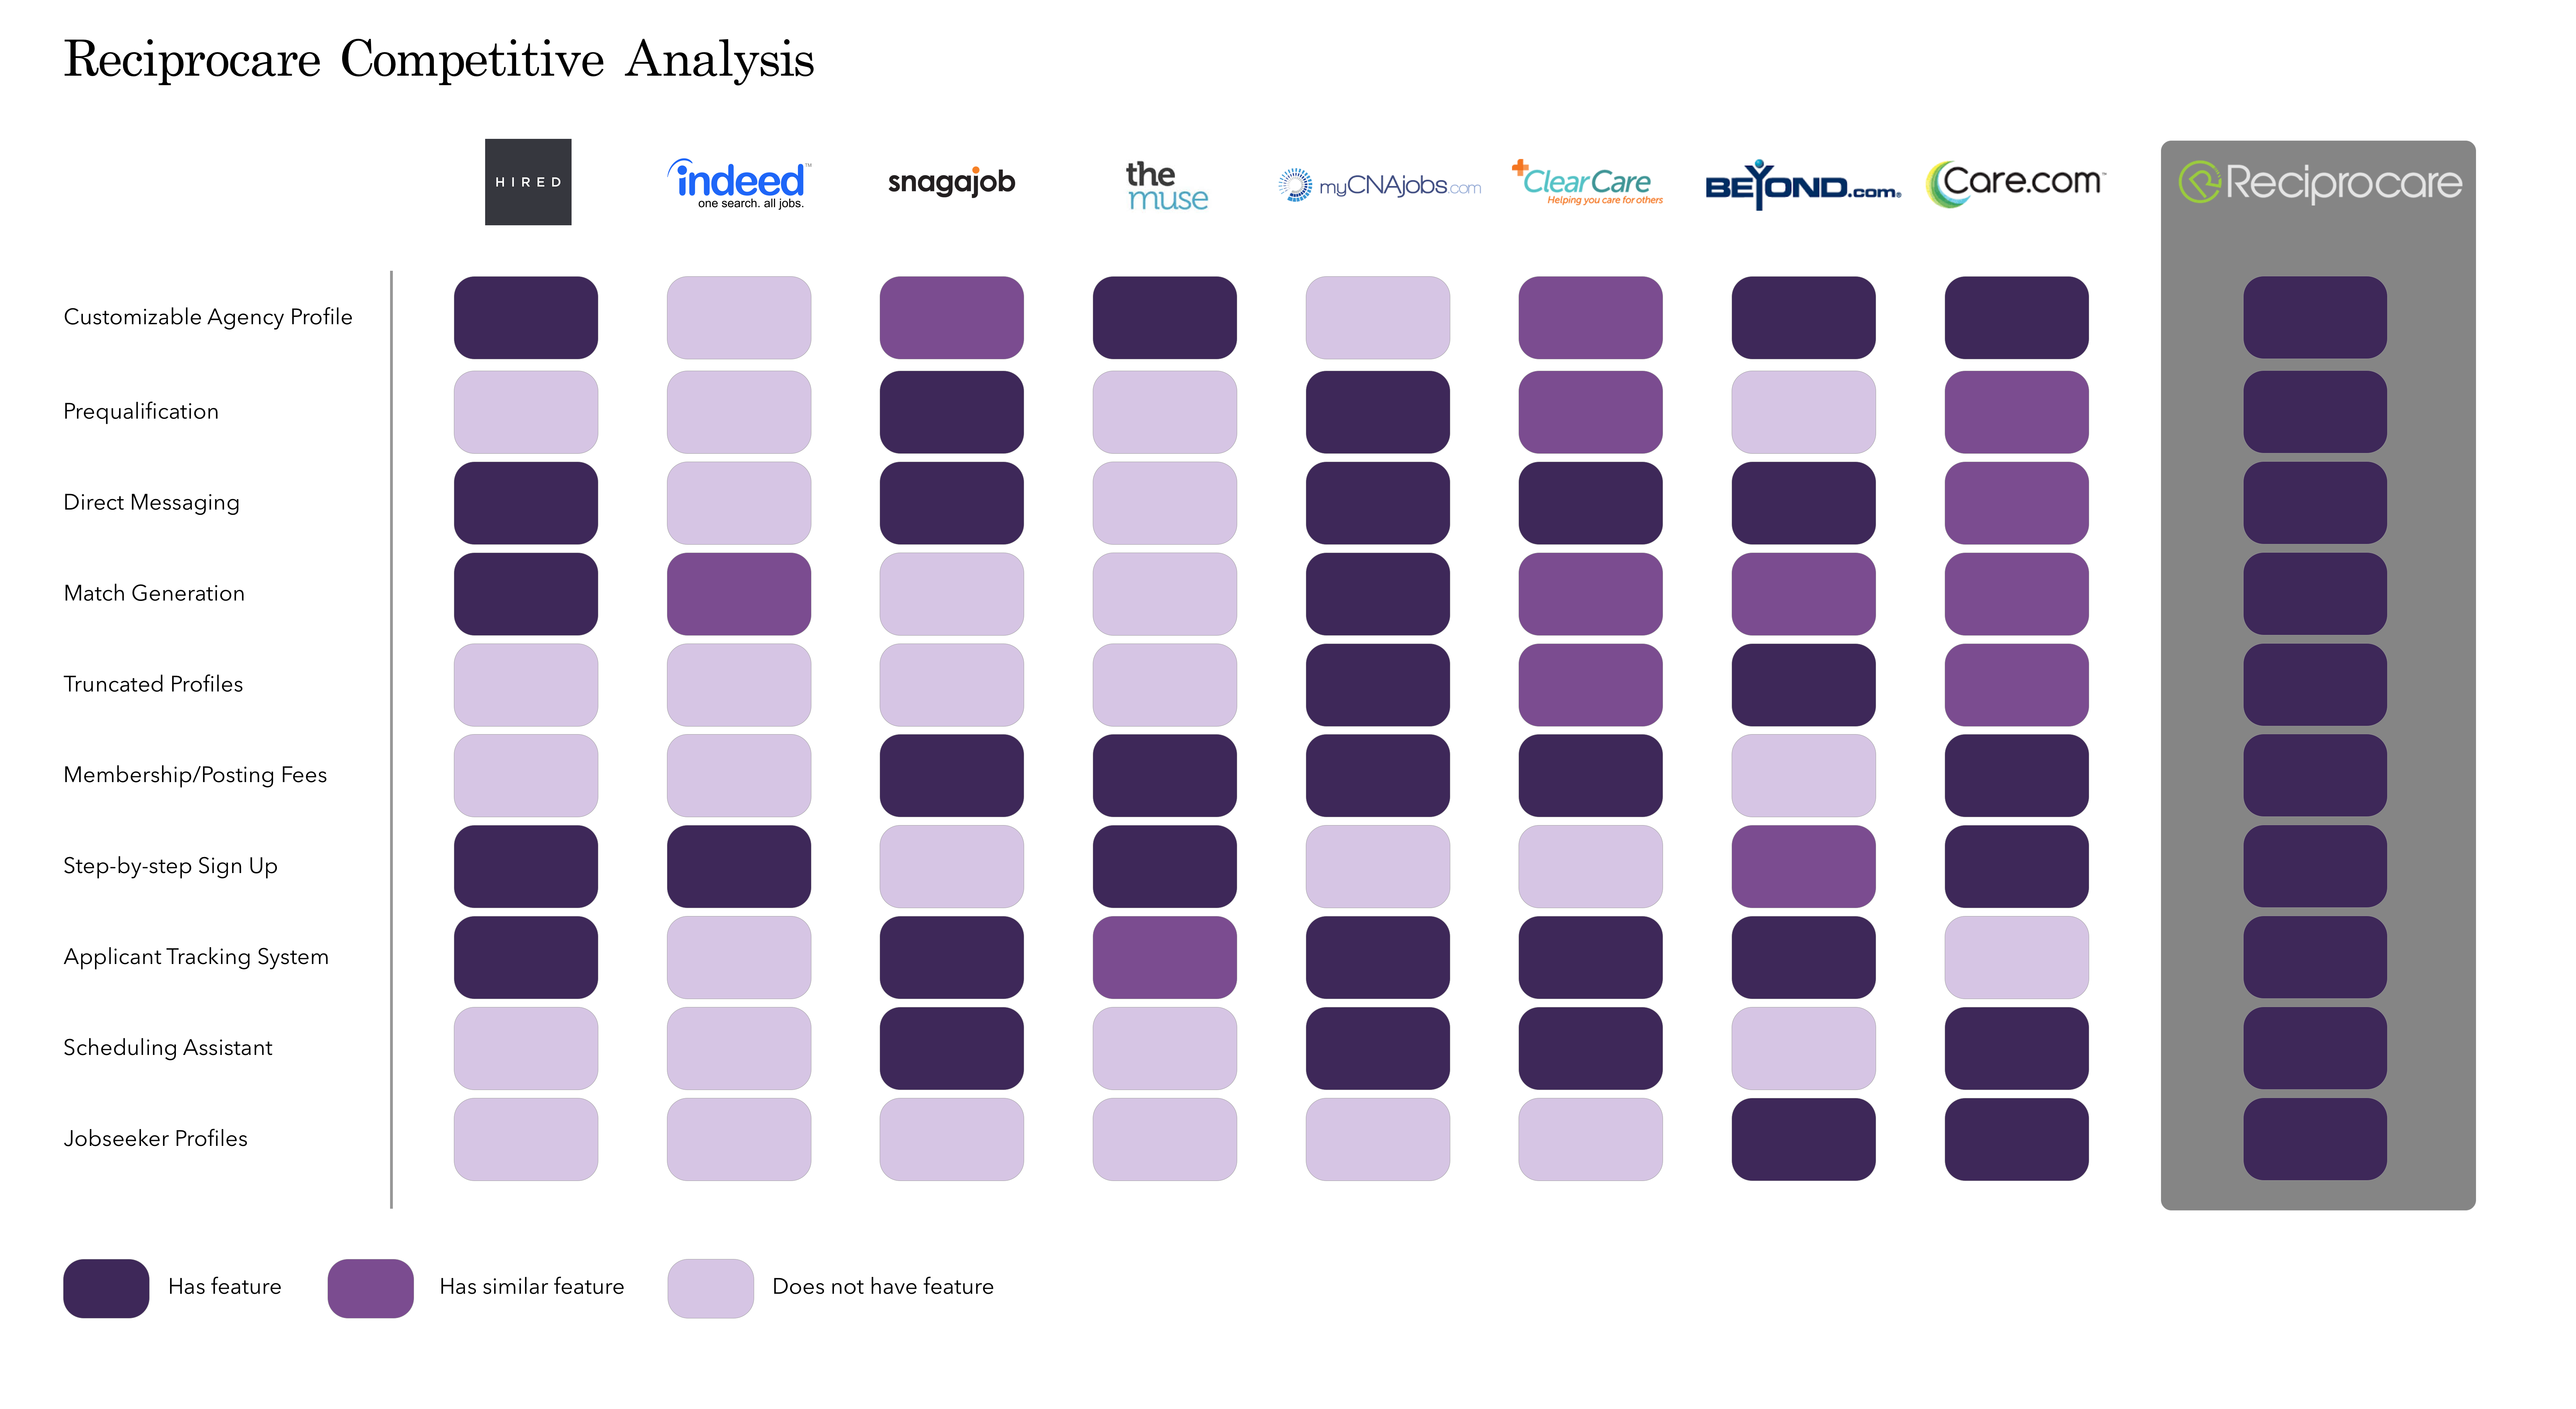 Reciprocare Competitive Analysis
HIRED
indeed™
one search. all jobs.
snagajob
the
muse
myCNAjobs.com
ClearCare
Helping you care for others
BEYOND.com®
Care.com™
Reciprocare
Customizable Agency Profile
Prequalification
Direct Messaging
Match Generation
Truncated Profiles
Membership/Posting Fees
Step-by-step Sign Up
Applicant Tracking System
Scheduling Assistant
Jobseeker Profiles
Has feature
Has similar feature
Does not have feature